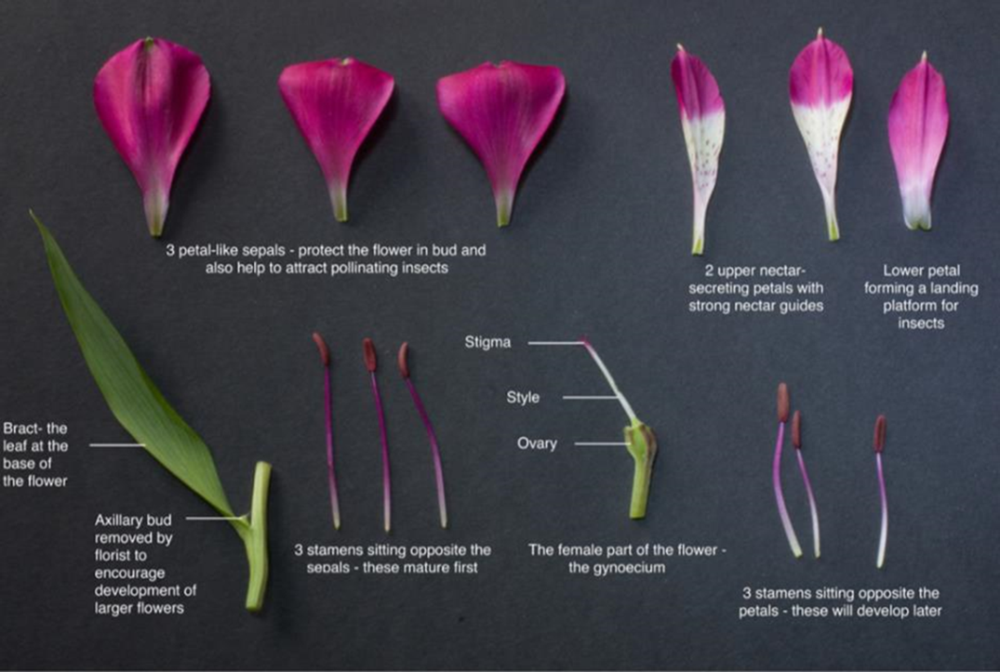 3 petal-like sepals - protect the flower in bud and
also help to attract pollinating insects
2 upper nectar-
secreting petals with
strong nectar guides
Lower petal
forming a landing
platform for
insects
Stigma
Style
Ovary
Bract- the
leaf at the
base of
the flower
Axillary bud
removed by
florist to
encourage
development of
larger flowers
3 stamens sitting opposite the
sepals - these mature first
The female part of the flower -
the gynoecium
3 stamens sitting opposite the
petals - these will develop later